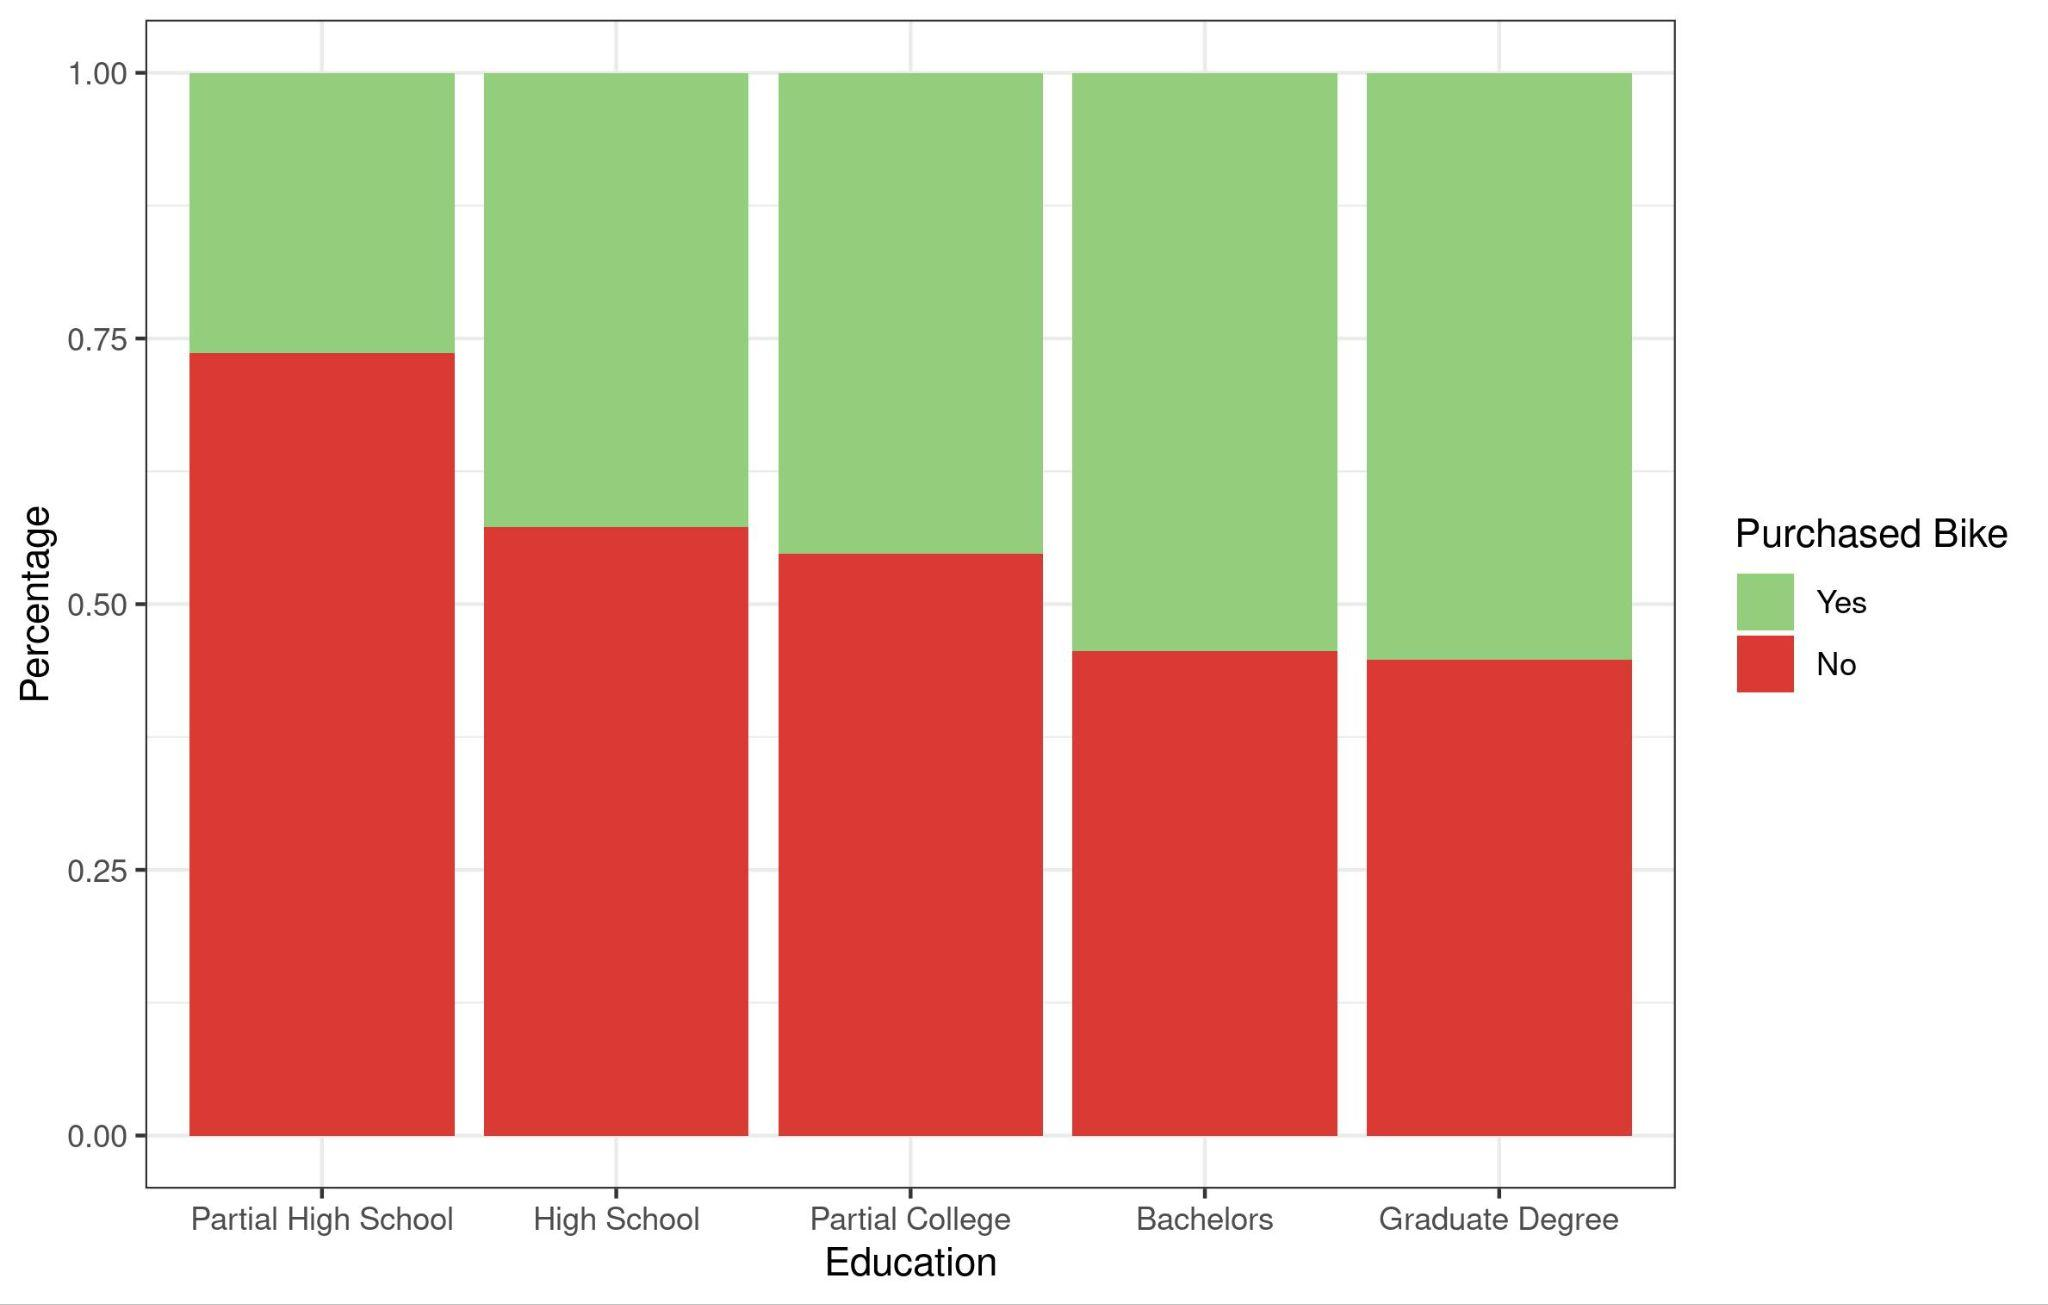 1.00
0.75
0.50
0.25
0.00
Percentage
Partial High School
High School
Partial College
Bachelors
Graduate Degree
Education
Purchased Bike
Yes
No